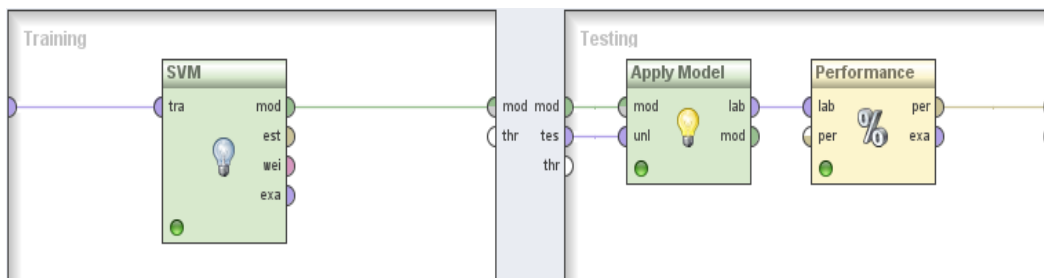 Training
SVM
tra mod
est
wei
exa
mod
thr
mod
tes
thr
Testing
Apply Model
mod lab
unl mod
Performance
lab per
per exa
%